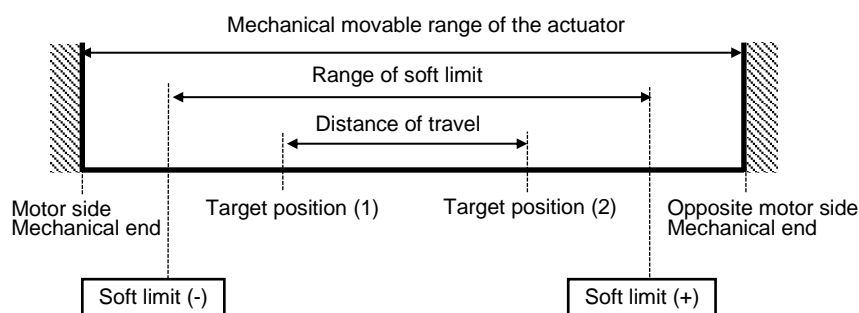 Mechanical movable range of the actuator
Range of soft limit
Distance of travel
Motor side
Mechanical end
Target position (1)
Target position (2)
Opposite motor side
Mechanical end
Soft limit (-)
Soft limit (+)